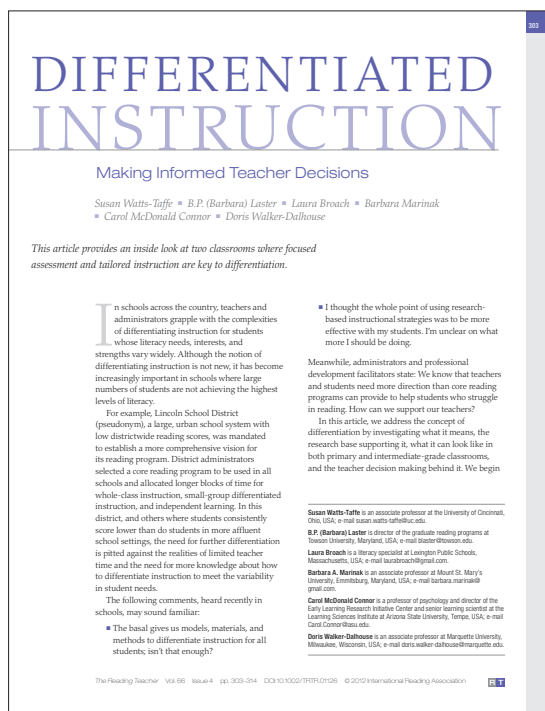 303
DIFFERENTIATED
INSTRUCTION
Making Informed Teacher Decisions
Susan Watts-Taffe ■ B.P. (Barbara) Laster ■ Laura Broach ■ Barbara Marinak
■ Carol McDonald Connor ■ Doris Walker-Dalhouse
This article provides an inside look at two classrooms where focused
assessment and tailored instruction are key to differentiation.
In schools across the country, teachers and
administrators grapple with the complexities
of differentiating instruction for students
whose literacy needs, interests, and
strengths vary widely. Although the notion of
differentiating instruction is not new, it has become
increasingly important in schools where large
numbers of students are not achieving the highest
levels of literacy.
For example, Lincoln School District
(pseudonym), a large, urban school system with
low districtwide reading scores, was mandated
to establish a more comprehensive vision for
its reading program. District administrators
selected a core reading program to be used in all
schools and allocated longer blocks of time for
whole-class instruction, small-group differentiated
instruction, and independent learning. In this
district, and others where students consistently
score lower than do students in more affluent
school settings, the need for further differentiation
is pitted against the realities of limited teacher
time and the need for more knowledge about how
to differentiate instruction to meet the variability
in student needs.
The following comments, heard recently in
schools, may sound familiar:
■ The basal gives us models, materials, and
methods to differentiate instruction for all
students; isn't that enough?
■ I thought the whole point of using research-
based instructional strategies was to be more
effective with my students. I'm unclear on what
more I should be doing.
Meanwhile, administrators and professional
development facilitators state: We know that teachers
and students need more direction than core reading
programs can provide to help students who struggle
in reading. How can we support our teachers?
In this article, we address the concept of
differentiation by investigating what it means, the
research base supporting it, what it can look like in
both primary and intermediate-grade classrooms,
and the teacher decision making behind it. We begin
Susan Watts-Taffe is an associate professor at the University of Cincinnati,
Ohio, USA; e-mail susan.watts-taffe@uc.edu.
B.P. (Barbara) Laster is director of the graduate reading programs at
Towson University, Maryland, USA; e-mail blaster@towson.edu.
Laura Broach is a literacy specialist at Lexington Public Schools,
Massachusetts, USA; e-mail laurabroach@gmail.com.
Barbara A. Marinak is an associate professor at Mount St. Mary's
University, Emmitsburg, Maryland, USA; e-mail barbara.marinak@
gmail.com.
Carol McDonald Connor is a professor of psychology and director of the
Early Learning Research Initiative Center and senior learning scientist at the
Learning Sciences Institute at Arizona State University, Tempe, USA; e-mail
Carol.Connor@asu.edu.
Doris Walker-Dalhouse is an associate professor at Marquette University,
Milwaukee, Wisconsin, USA; e-mail doris.walker-dalhouse@marquette.edu.
The Reading Teacher Vol. 66 Issue 4 pp. 303–314 DOI:10.1002/TRTR.01126 © 2012 International Reading Association
RT